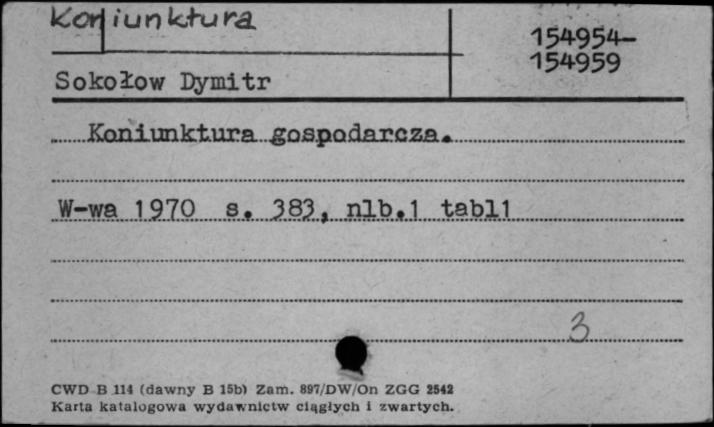 Koniunktura
154954-
154959
Sokołow Dymitr
Koniunktura gospodarcza.
W-wa 1970 s. 383, nlb.1 tabl1
3
CWD B 114 (dawny B 15b) Zam. 897/DW/On ZGG 2542
Karta katalogowa wydawnictw ciągłych i zwartych.